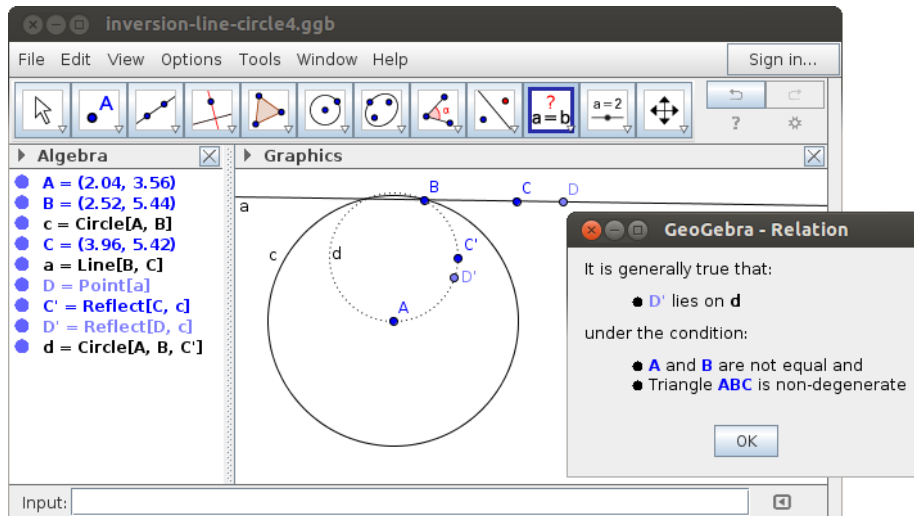 inversion-line-circle4.ggb
File Edit View Options Tools Window Help
Sign in...
A
α
?
a=b
a=2
?
Algebra
Graphics
A = (2.04, 3.56)
B = (2.52, 5.44)
c = Circle[A, B]
C = (3.96, 5.42)
a = Line[B, C]
D = Point[a]
C' = Reflect[C, c]
D' = Reflect[D, c]
d = Circle[A, B, C']
a
B
C
D
c
d
C'
D'
A
GeoGebra - Relation
It is generally true that:
D' lies on d
under the condition:
A and B are not equal and
Triangle ABC is non-degenerate
OK
Input: